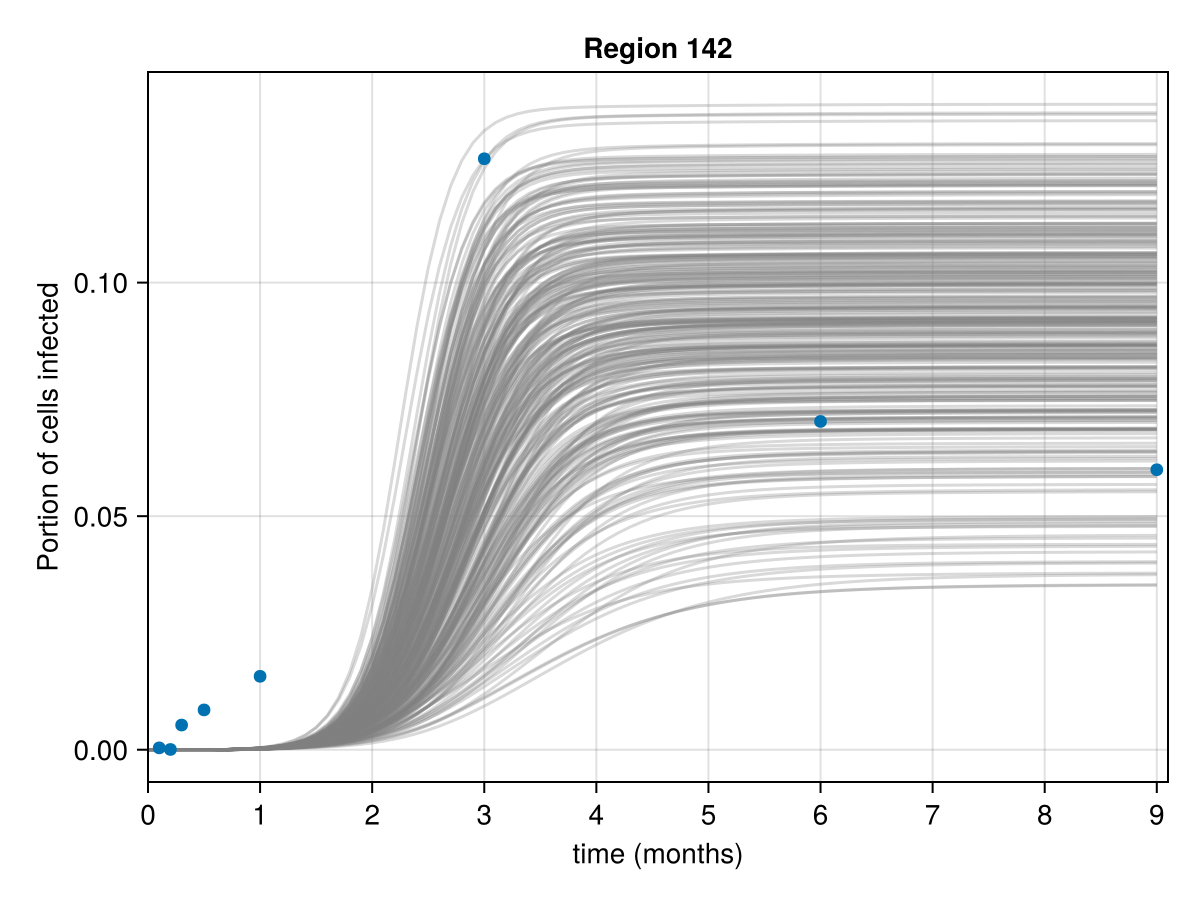 Region 142
Portion of cells infected
0.10
0.05
0.00
0 1 2 3 4 5 6 7 8 9
time (months)